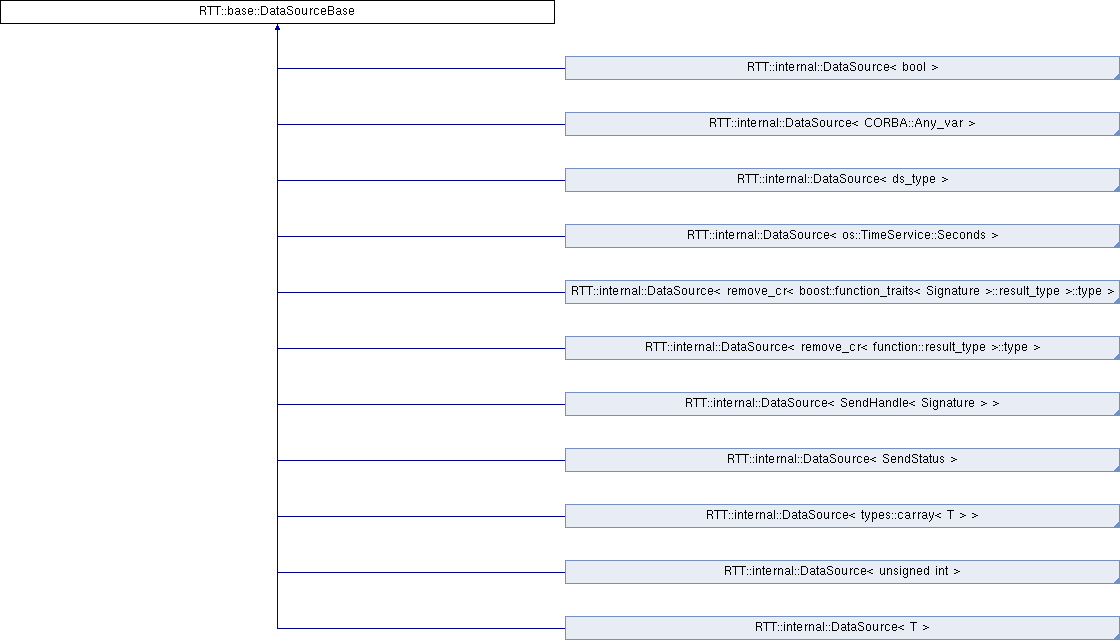 RTT::base::DataSourceBase
RTT::internal::DataSource< bool >
RTT::internal::DataSource< CORBA::Any_var >
RTT::internal::DataSource< ds_type >
RTT::internal::DataSource< os::TimeService::Seconds >
RTT::internal::DataSource< remove_cr< boost::function_traits< Signature >::result_type >::type >
RTT::internal::DataSource< remove_cr< function::result_type >::type >
RTT::internal::DataSource< SendHandle< Signature > >
RTT::internal::DataSource< SendStatus >
RTT::internal::DataSource< types::carray< T > >
RTT::internal::DataSource< unsigned int >
RTT::internal::DataSource< T >